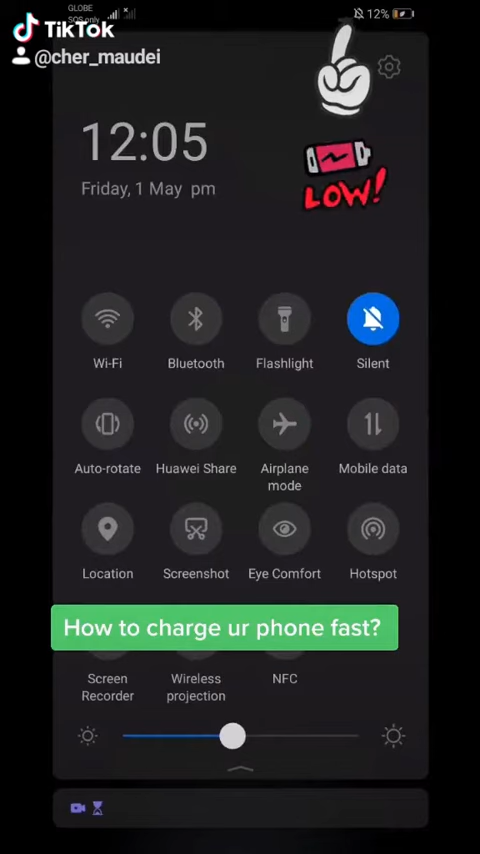 GLOBE
SOS only
12%
TikTok
@cher_maudei
12:05
LOW!
Friday, 1 May pm
Wi-Fi
Bluetooth
Flashlight
Silent
Auto-rotate
Huawei Share
Airplane
mode
Mobile data
Location
Screenshot
Eye Comfort
Hotspot
How to charge ur phone fast?
Screen
Recorder
Wireless
projection
NFC